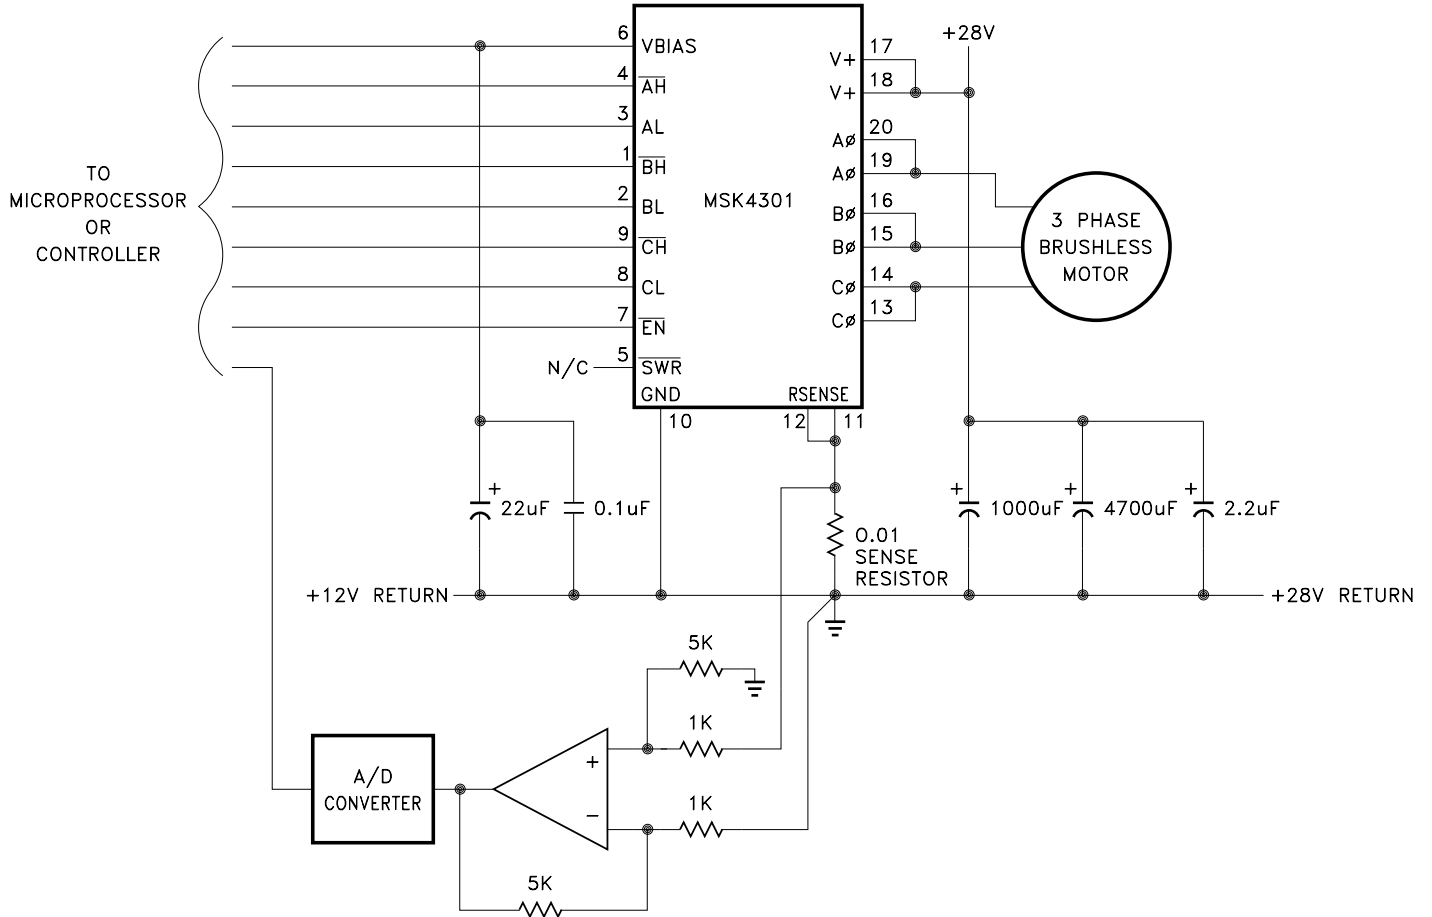 TO
MICROPROCESSOR
OR
CONTROLLER
6
4
3
1
2
9
8
7
5
N/C
VBIAS
AH
AL
BH
BL
CH
CL
EN
SWR
GND
10
MSK4301
V+ 17
V+ 18
AØ 20
AØ 19
BØ 16
BØ 15
CØ 14
CØ 13
RSENSE
12
11
+28V
3 PHASE
BRUSHLESS
MOTOR
+
22uF
0.1uF
0.01
SENSE
RESISTOR
+
1000uF
+
4700uF
+
2.2uF
+12V RETURN
+28V RETURN
5K
1K
+
−
1K
A/D
CONVERTER
5K